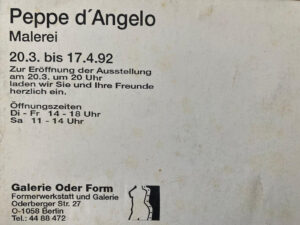 Peppe d´Angelo
Malerei
20.3. bis 17.4.92
Zur Eröffnung der Ausstellung
am 20.3. um 20 Uhr
laden wir Sie und Ihre Freunde
herzlich ein.
Öffnungszeiten
Di - Fr 14 - 18 Uhr
Sa 11 - 14 Uhr
Galerie Oder Form
Formerwerkstatt und Galerie
Oderberger Str. 27
O-1058 Berlin
Tel.: 44 88 472